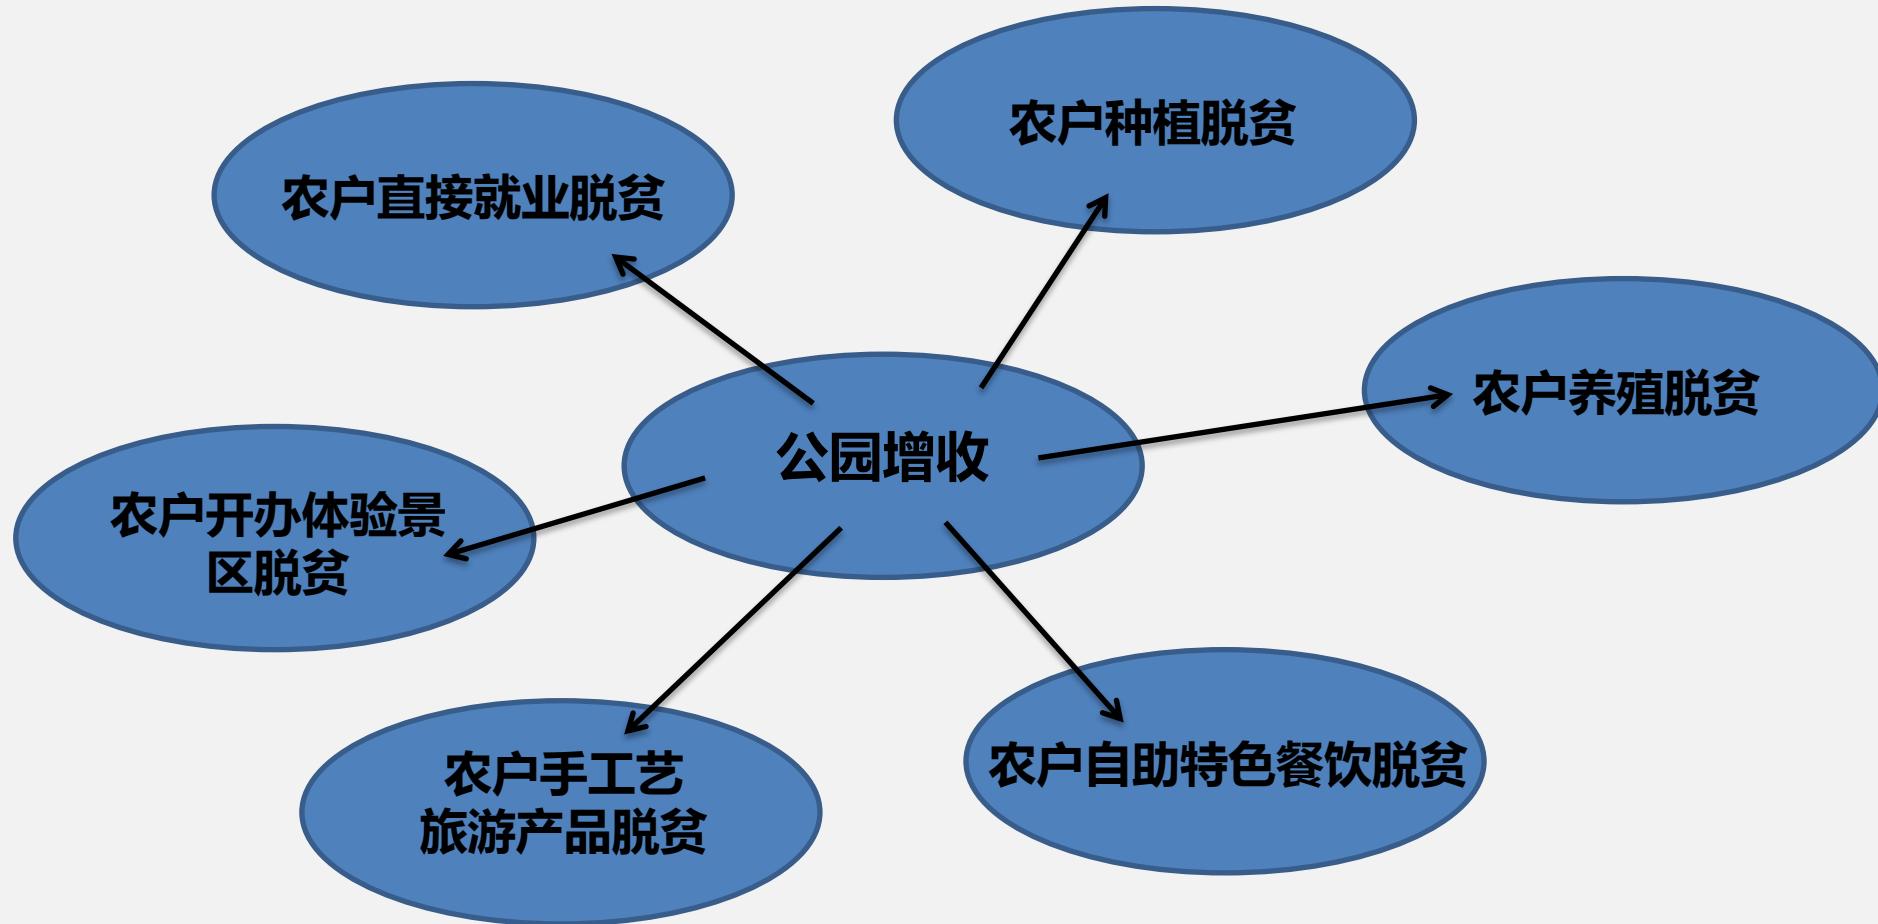 农户种植脱贫
农户直接就业脱贫
农户养殖脱贫
公园增收
农户开办体验景
区脱贫
农户自助特色餐饮脱贫
农户手工艺
旅游产品脱贫